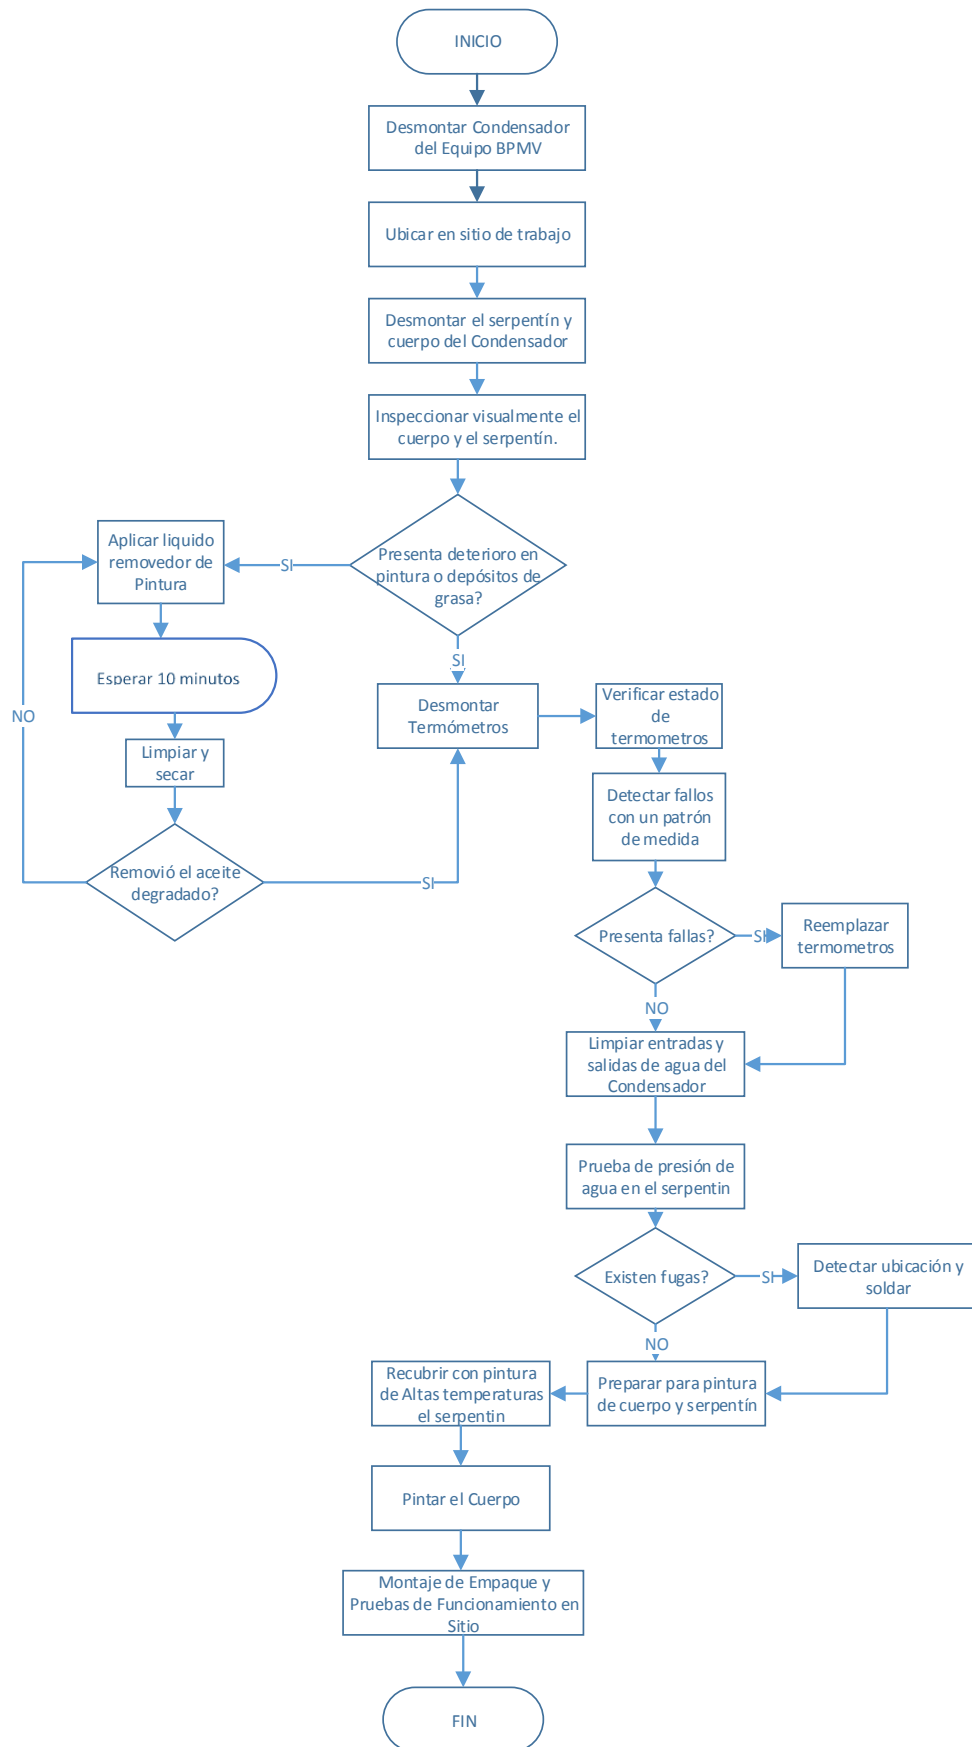 INICIO
Desmontar Condensador
del Equipo BPMV
Ubicar en sitio de trabajo
Desmontar el serpentín y
cuerpo del Condensador
Inspeccionar visualmente el
cuerpo y el serpentín.
Presenta deterioro en
pintura o depósitos de
grasa?
SI
Aplicar liquido
removedor de
Pintura
Esperar 10 minutos
Limpiar y
secar
Removió el aceite
degradado?
NO
SI
SI
Desmontar
Termómetros
Verificar estado
de
termometros
Detectar fallos
con un patrón
de medida
Presenta fallas?
SI
Reemplazar
termometros
NO
Limpiar entradas y
salidas de agua del
Condensador
Prueba de presión de
agua en el serpentin
Existen fugas?
SI
Detectar ubicación y
soldar
NO
Preparar para pintura
de cuerpo y serpentín
Recubrir con pintura
de Altas temperaturas
el serpentin
Pintar el Cuerpo
Montaje de Empaque y
Pruebas de Funcionamiento en
Sitio
FIN